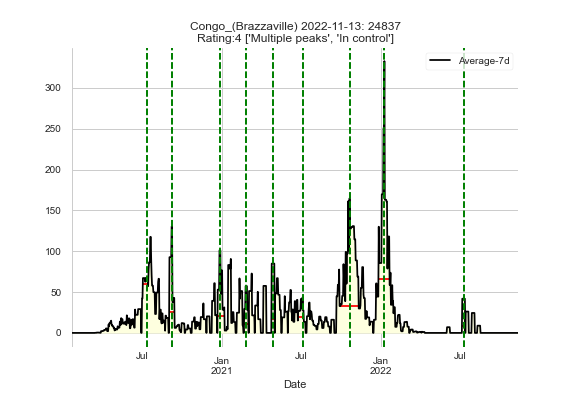 Congo_(Brazzaville) 2022-11-13: 24837
Rating:4 ['Multiple peaks', 'In control']
Average-7d
300
250
200
150
100
50
0
Jul
Jan
2021
Jul
Jan
2022
Jul
Date